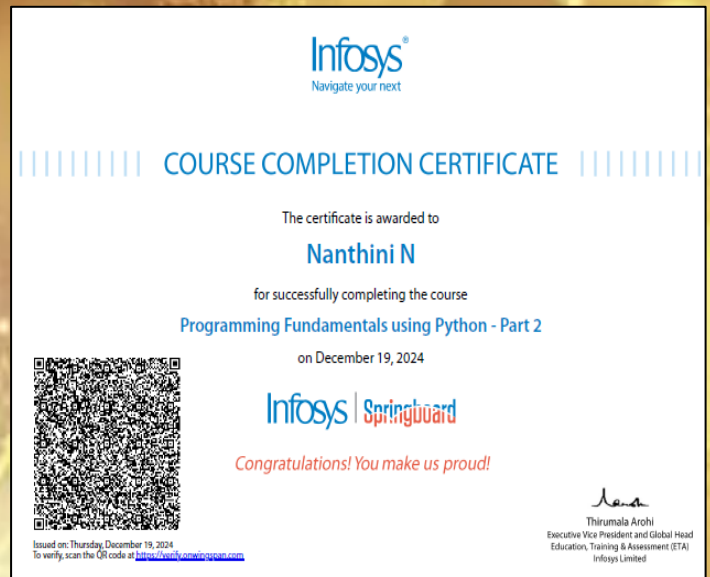 Infosys®
Navigate your next
COURSE COMPLETION CERTIFICATE
The certificate is awarded to
Nanthini N
for successfully completing the course
Programming Fundamentals using Python - Part 2
on December 19, 2024
Infosys | Springboard
Congratulations! You make us proud!
Thirumala Arohi
Executive Vice President and Global Head
Education, Training & Assessment (ETA)
Infosys Limited
Issued on: Thursday, December 19, 2024
To verify, scan the QR code at https://verify.onwingspan.com